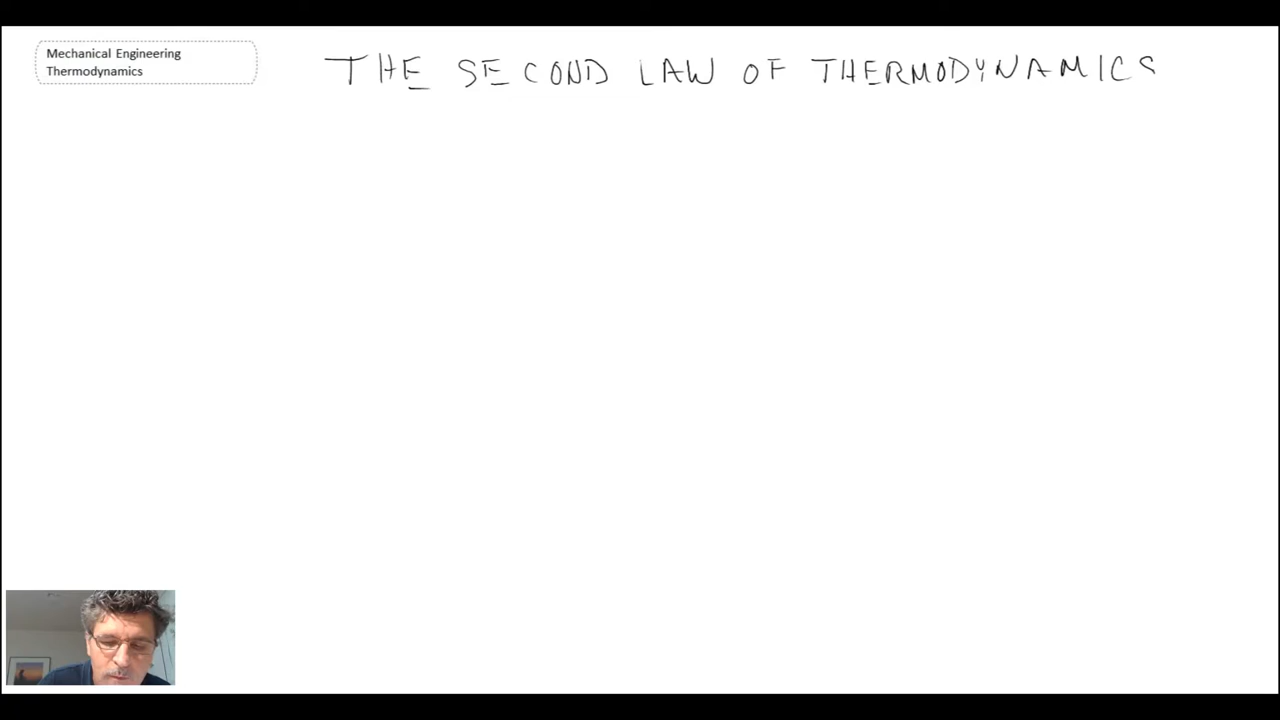 Mechanical Engineering
Thermodynamics
THE SECOND LAW OF THERMODYNAMICS